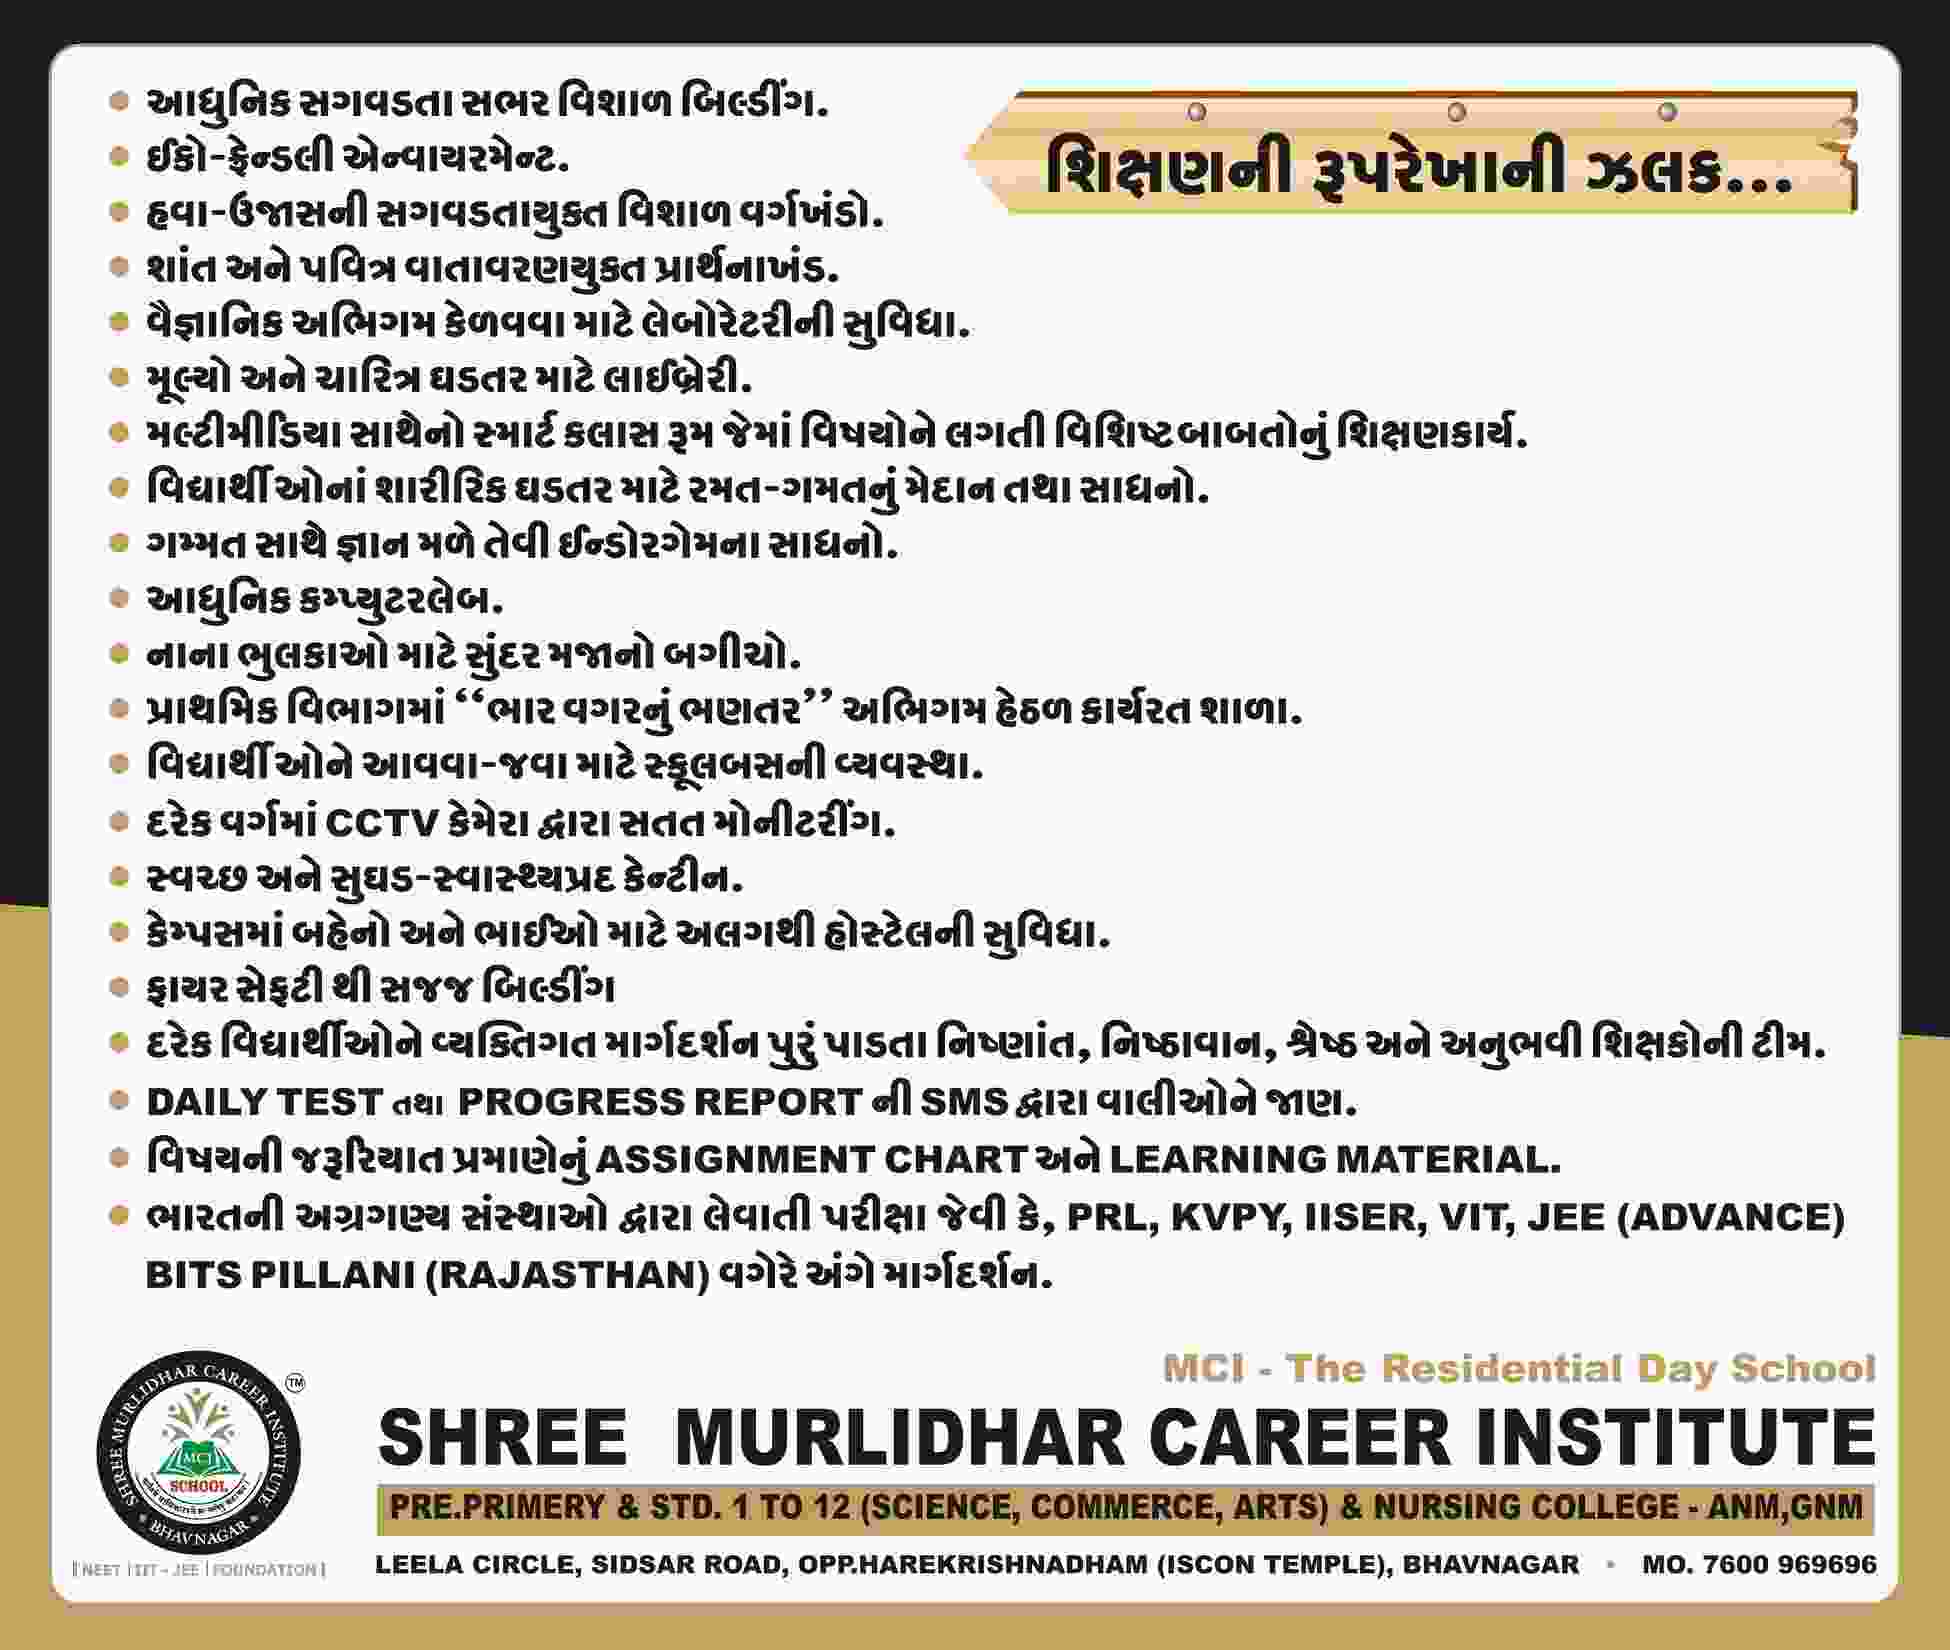 શિક્ષણની રૂપરેખાની ઝલક...
આધુનિક સગવડતા સભર વિશાળ બિલ્ડીંગ.
ઈકો-ફ્રેન્ડલી એન્વાયરમેન્ટ.
હવા-ઉજાસની સગવડતાયુક્ત વિશાળ વર્ગખંડો.
શાંત અને પવિત્ર વાતાવરણયુક્ત પ્રાર્થનાખંડ.
વૈજ્ઞાનિક અભિગમ કેળવવા માટે લેબોરેટરીની સુવિધા.
મૂલ્યો અને ચારિત્ર ઘડતર માટે લાઈબ્રેરી.
મલ્ટીમીડિયા સાથેનો સ્માર્ટ કલાસ રૂમ જેમાં વિષયોને લગતી વિશિષ્ટ બાબતોનું શિક્ષણકાર્ય.
વિદ્યાર્થીઓનાં શારીરિક ઘડતર માટે રમત-ગમતનું મેદાન તથા સાધનો.
ગમ્મત સાથે જ્ઞાન મળે તેવી ઈન્ડોરગેમના સાધનો.
આધુનિક કમ્પ્યુટરલેબ.
નાના ભુલકાઓ માટે સુંદર મજાનો બગીચો.
પ્રાથમિક વિભાગમાં “ભાર વગરનું ભણતર” અભિગમ હેઠળ કાર્યરત શાળા.
વિદ્યાર્થીઓને આવવા-જવા માટે સ્કૂલબસની વ્યવસ્થા.
દરેક વર્ગમાં CCTV કેમેરા દ્વારા સતત મોનીટરીંગ.
સ્વચ્છ અને સુઘડ-સ્વાસ્થ્યપ્રદ કેન્ટીન.
કેમ્પસમાં બહેનો અને ભાઈઓ માટે અલગથી હોસ્ટેલની સુવિધા.
ફાયર સેફટી થી સજજ બિલ્ડીંગ
દરેક વિદ્યાર્થીઓને વ્યક્તિગત માર્ગદર્શન પુરું પાડતા નિષ્ણાંત, નિષ્ઠાવાન, શ્રેષ્ઠ અને અનુભવી શિક્ષકોની ટીમ.
DAILY TEST તથા PROGRESS REPORT ની SMS દ્વારા વાલીઓને જાણ.
વિષયની જરૂરિયાત પ્રમાણેનું ASSIGNMENT CHART અને LEARNING MATERIAL.
ભારતની અગ્રગણ્ય સંસ્થાઓ દ્વારા લેવાતી પરીક્ષા જેવી કે, PRL, KVPY, IISER, VIT, JEE (ADVANCE)
BITS PILLANI (RAJASTHAN) વગેરે અંગે માર્ગદર્શન.
MCI - The Residential Day School
SHREE MURLIDHAR CAREER INSTITUTE
PRE.PRIMERY & STD. 1 TO 12 (SCIENCE, COMMERCE, ARTS) & NURSING COLLEGE - ANM,GNM
LEELA CIRCLE, SIDSAR ROAD, OPP.HAREKRISHNADHAM (ISCON TEMPLE), BHAVNAGAR • MO. 7600 969696
SHREE MURLIDHAR CAREER INSTITUTE
TM
MCI
SCHOOL
BHAVNAGAR
| NEET | IIT - JEE | FOUNDATION |